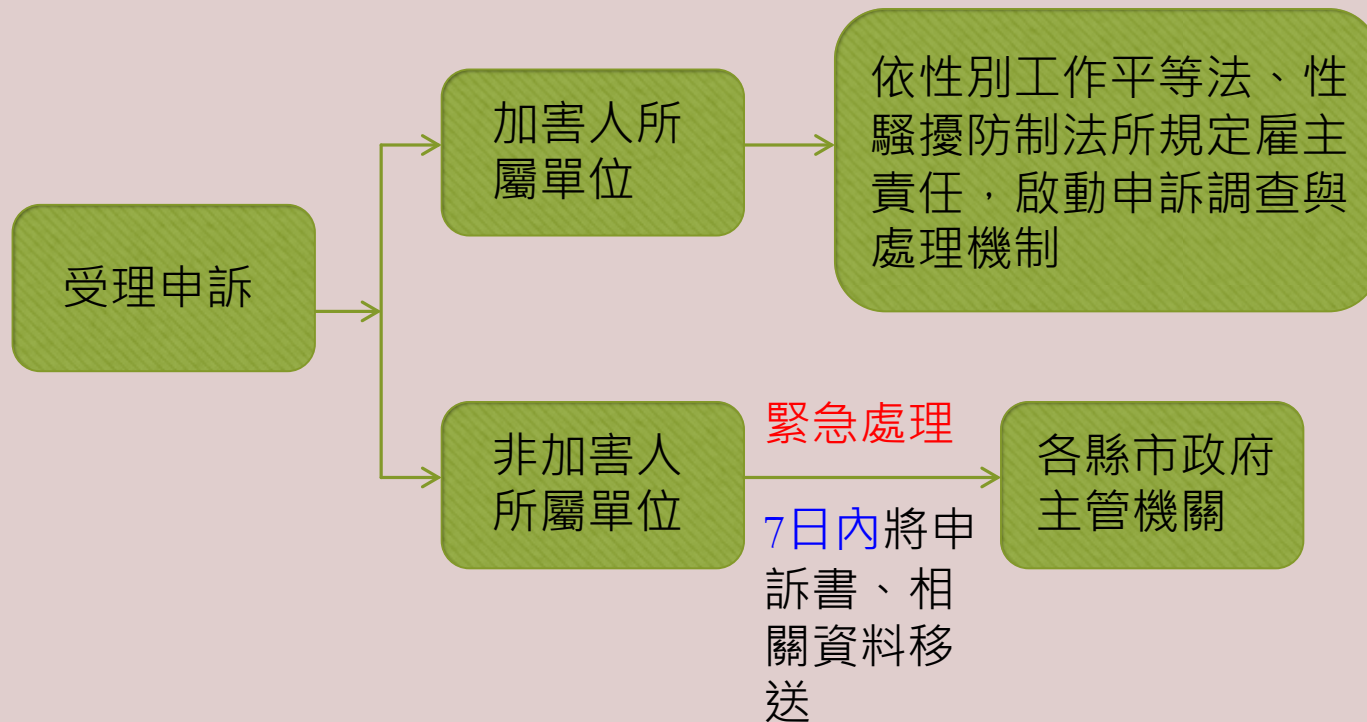 受理申訴
加害人所
屬單位
依性別工作平等法、性
騷擾防制法所規定雇主
責任，啟動申訴調查與
處理機制
非加害人
所屬單位
緊急處理
7日內將申
訴書、相
關資料移
送
各縣市政府
主管機關